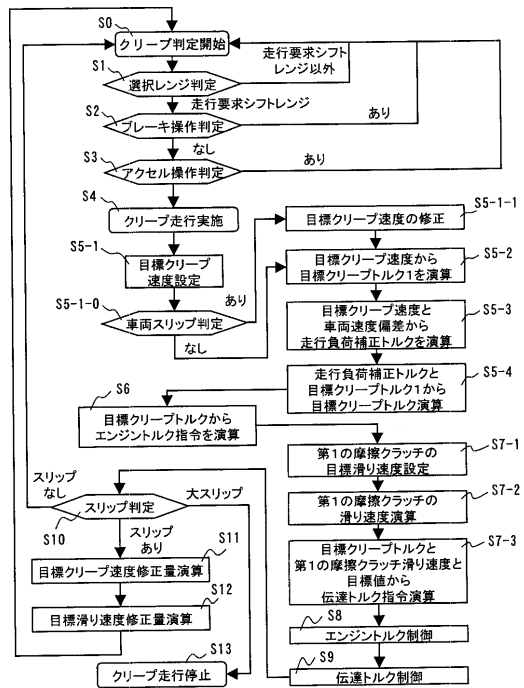 S0
クリープ判定開始
S1
選択レンジ判定
走行要求シフト
レンジ以外
走行要求シフトレンジ
S2
ブレーキ操作判定
あり
なし
S3
アクセル操作判定
あり
なし
S4
クリープ走行実施
S5-1
目標クリープ
速度設定
S5-1-0
車両スリップ判定
あり
なし
S5-1-1
目標クリープ速度の修正
S5-2
目標クリープ速度から
目標クリープトルク1を演算
S5-3
目標クリープ速度と
車両速度偏差から
走行負荷補正トルクを演算
S5-4
走行負荷補正トルクと
目標クリープトルク1から
目標クリープトルク演算
S6
目標クリープトルクから
エンジントルク指令を演算
S7-1
第1の摩擦クラッチの
目標滑り速度設定
S7-2
第1の摩擦クラッチの
滑り速度演算
S7-3
目標クリープトルクと
第1の摩擦クラッチ滑り速度と
目標値から
伝達トルク指令演算
S8
エンジントルク制御
S9
伝達トルク制御
スリップ
なし
スリップ判定
大スリップ
S10
スリップ
あり
S11
目標クリープ速度修正量演算
S12
目標滑り速度修正量演算
S13
クリープ走行停止